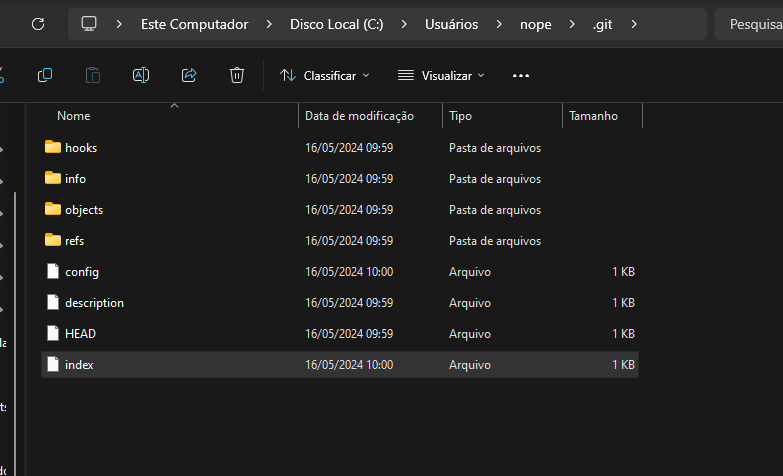 Este Computador > Disco Local (C:) > Usuários > nope > .git > Pesquisa
Classificar Visualizar
Nome Data de modificação Tipo Tamanho
hooks 16/05/2024 09:59 Pasta de arquivos
info 16/05/2024 09:59 Pasta de arquivos
objects 16/05/2024 09:59 Pasta de arquivos
refs 16/05/2024 09:59 Pasta de arquivos
config 16/05/2024 10:00 Arquivo 1 KB
description 16/05/2024 09:59 Arquivo 1 KB
HEAD 16/05/2024 09:59 Arquivo 1 KB
index 16/05/2024 10:00 Arquivo 1 KB